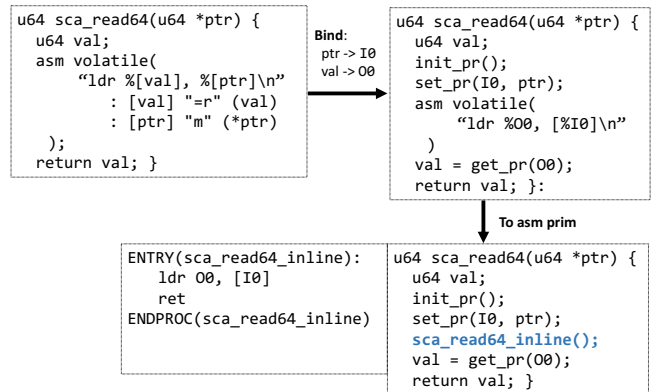 u64 sca_read64(u64 *ptr) {
u64 val;
asm volatile(
“ldr %[val], %[ptr]\n”
: [val] "=r" (val)
: [ptr] "m" (*ptr)
);
return val; }
Bind:
ptr -> I0
val -> O0
u64 sca_read64(u64 *ptr) {
u64 val;
init_pr();
set_pr(I0, ptr);
asm volatile(
“ldr %O0, [%I0]\n”
)
val = get_pr(O0);
return val; }:
To asm prim
ENTRY(sca_read64_inline):
ldr O0, [I0]
ret
ENDPROC(sca_read64_inline)
u64 sca_read64(u64 *ptr) {
u64 val;
init_pr();
set_pr(I0, ptr);
sca_read64_inline();
val = get_pr(O0);
return val; }